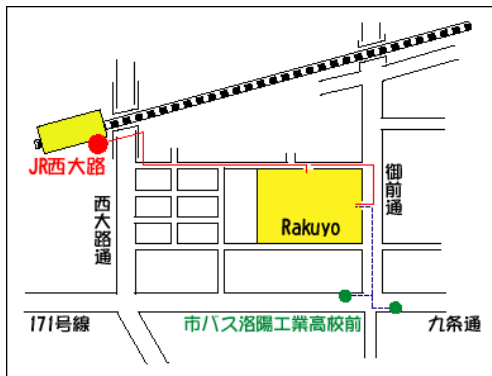 JR西大路
御前通
西大路通
Rakuyo
171号線
市バス洛陽工業高校前
九条通